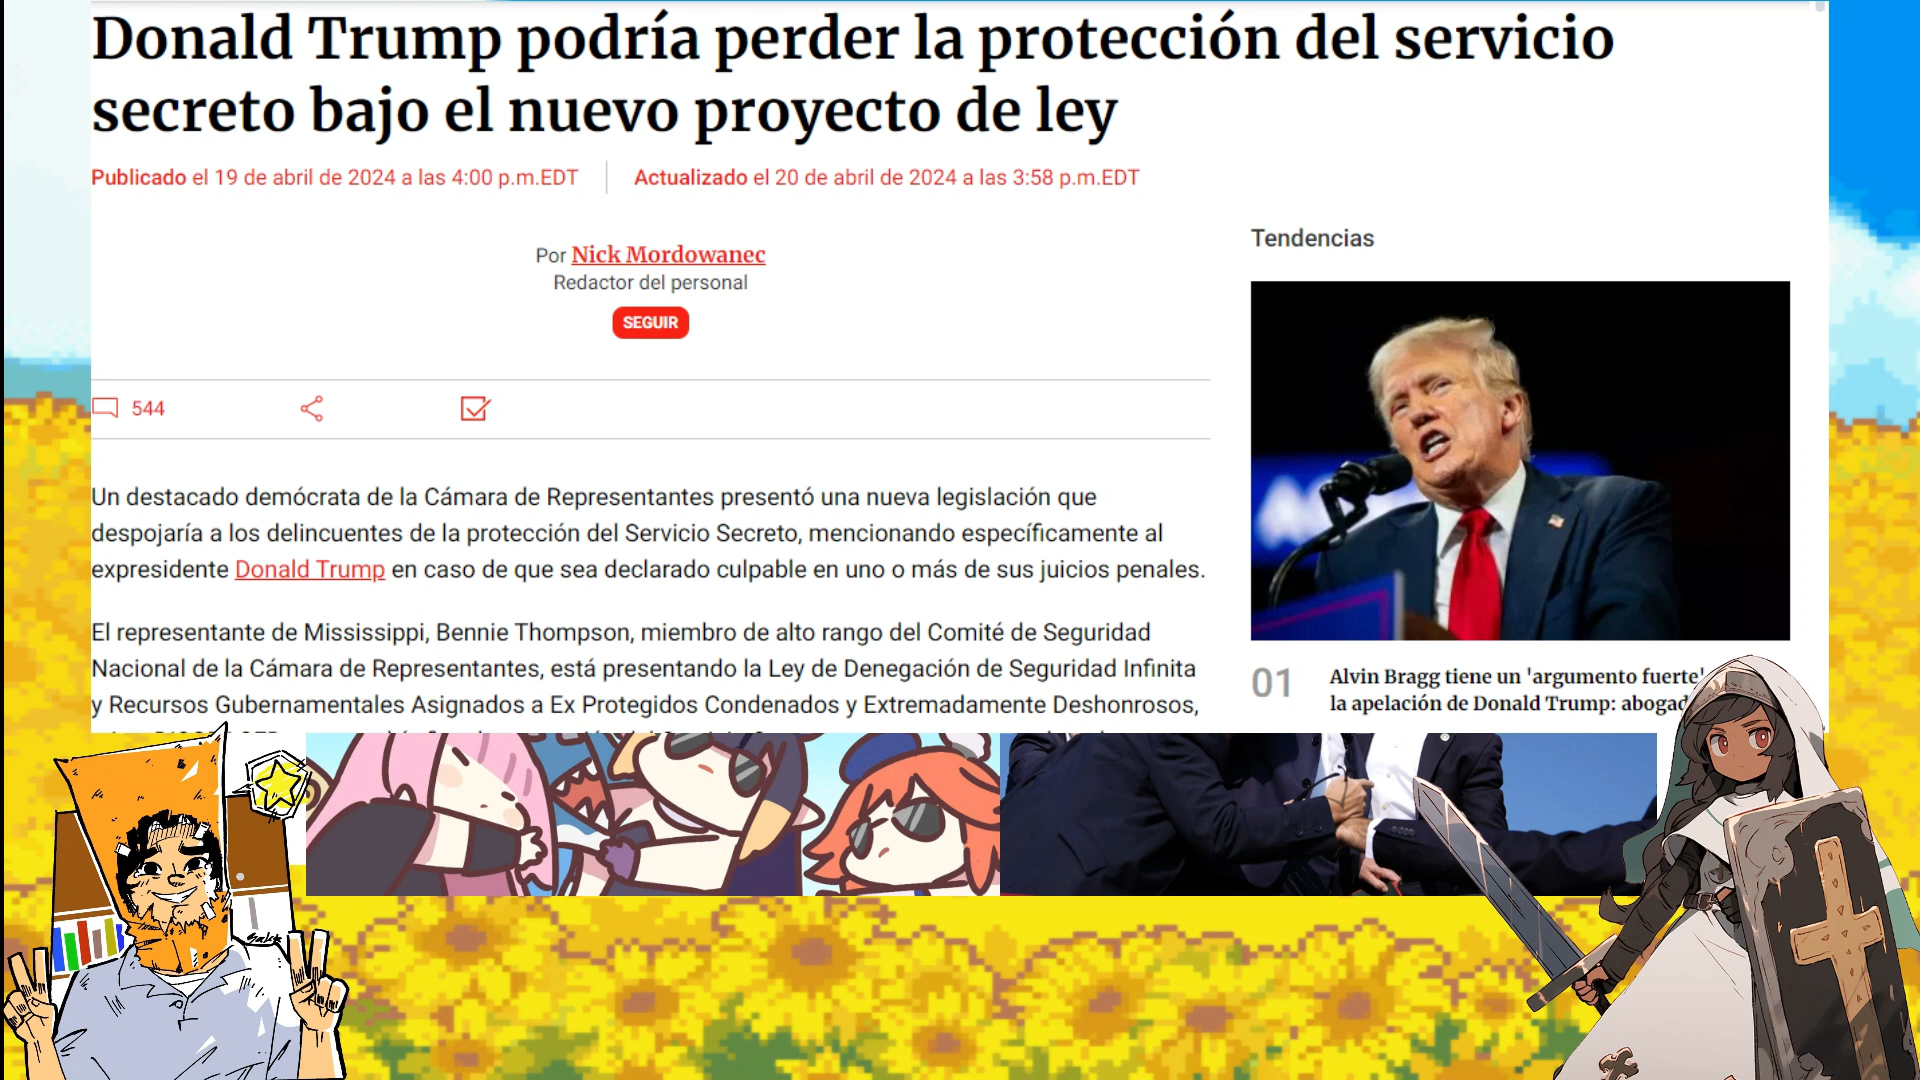 Donald Trump podría perder la protección del servicio
secreto bajo el nuevo proyecto de ley
Publicado el 19 de abril de 2024 a las 4:00 p.m.EDT
Actualizado el 20 de abril de 2024 a las 3:58 p.m.EDT
Por Nick Mordowanec
Redactor del personal
SEGUIR
544
Un destacado demócrata de la Cámara de Representantes presentó una nueva legislación que
despojaría a los delincuentes de la protección del Servicio Secreto, mencionando específicamente al
expresidente Donald Trump en caso de que sea declarado culpable en uno o más de sus juicios penales.
El representante de Mississippi, Bennie Thompson, miembro de alto rango del Comité de Seguridad
Nacional de la Cámara de Representantes, está presentando la Ley de Denegación de Seguridad Infinita
y Recursos Gubernamentales Asignados a Ex Protegidos Condenados y Extremadamente Deshonrosos,
Tendencias
01
Alvin Bragg tiene un 'argumento fuerte'
la apelación de Donald Trump: